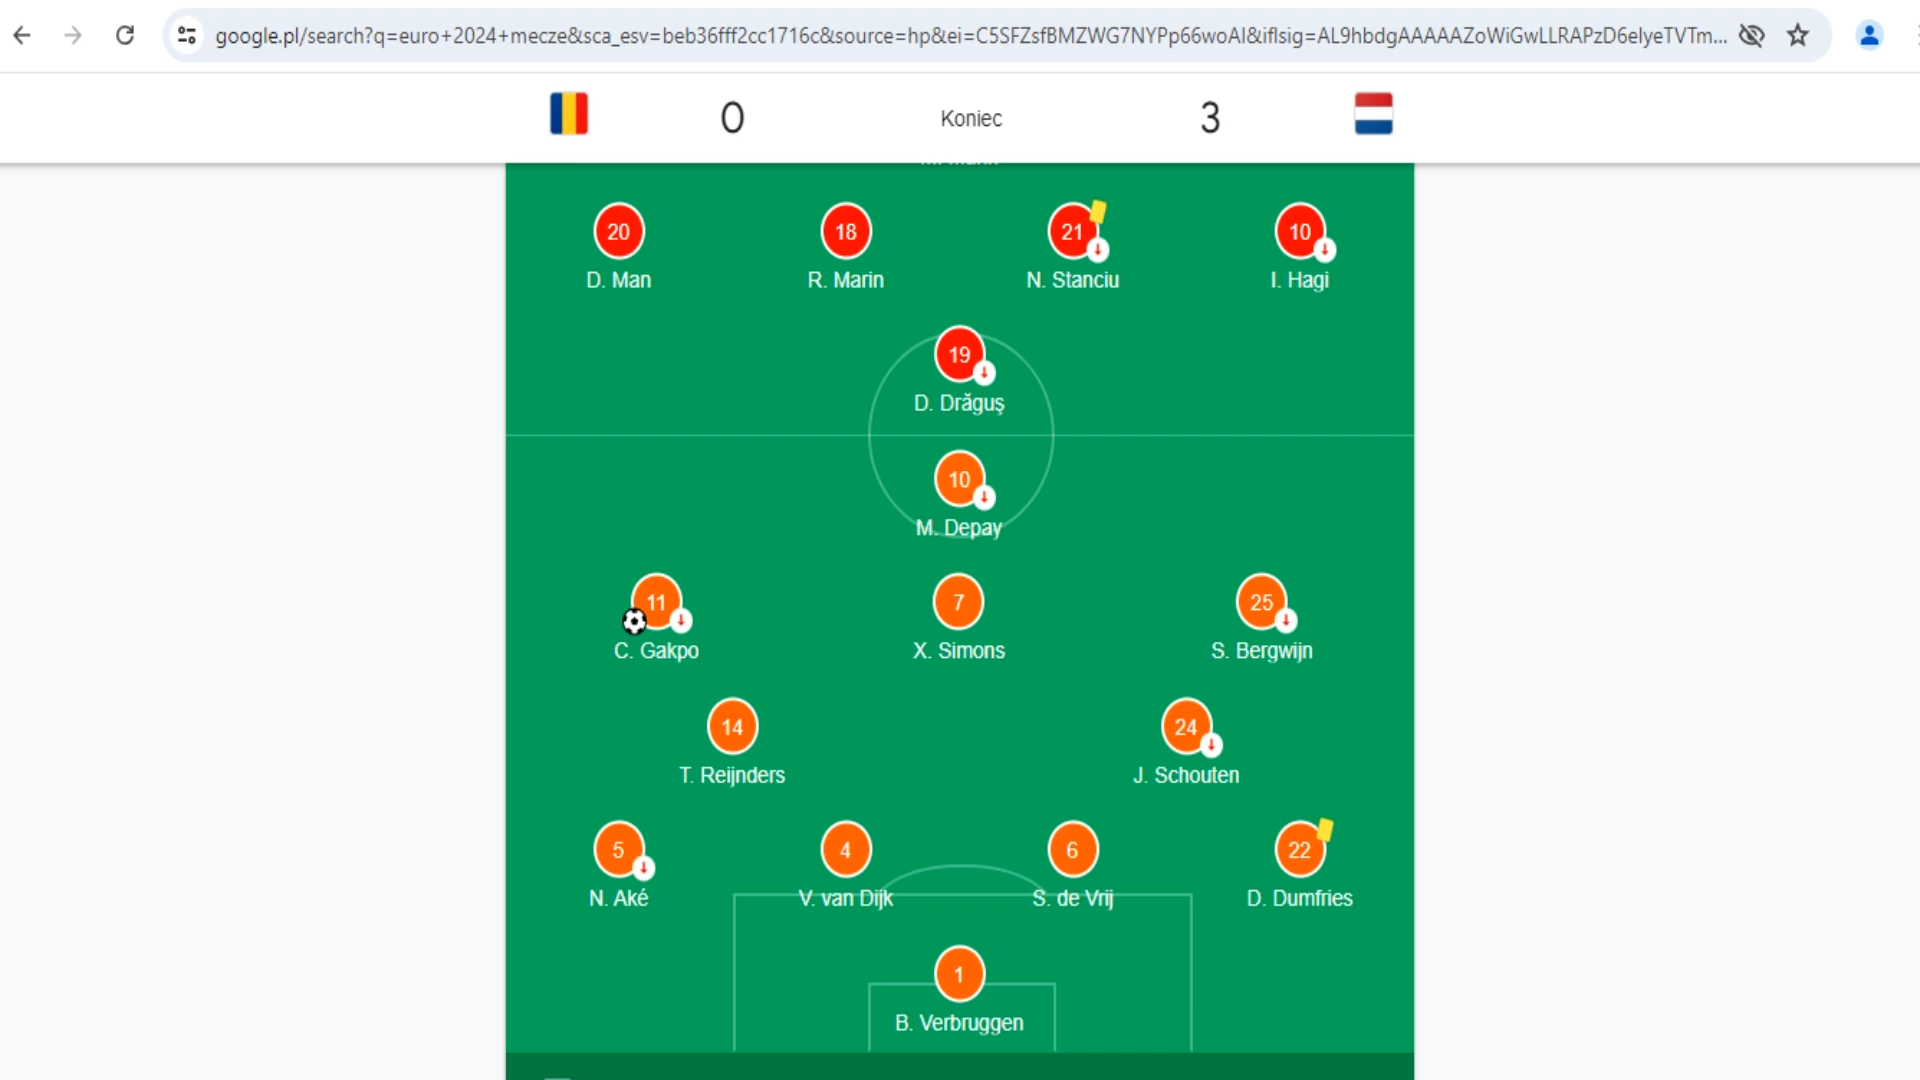 google.pl/search?q=euro+2024+mecze&sca_esv=beb36fff2cc1716c&source=hp&ei=C5SFZsfBMZWG7NYPp66woAI&iflsig=AL9hbdgAAAAAZoWiGwLLRAPzD6elyeTVTm...
0 Koniec 3
20 18 21 10
D. Man R. Marin N. Stanciu I. Hagi
19
D. Drăguş
10
M. Depay
11 7 25
C. Gakpo X. Simons S. Bergwijn
14 24
T. Reijnders J. Schouten
5 4 6 22
N. Aké V. van Dijk S. de Vrij D. Dumfries
1
B. Verbruggen